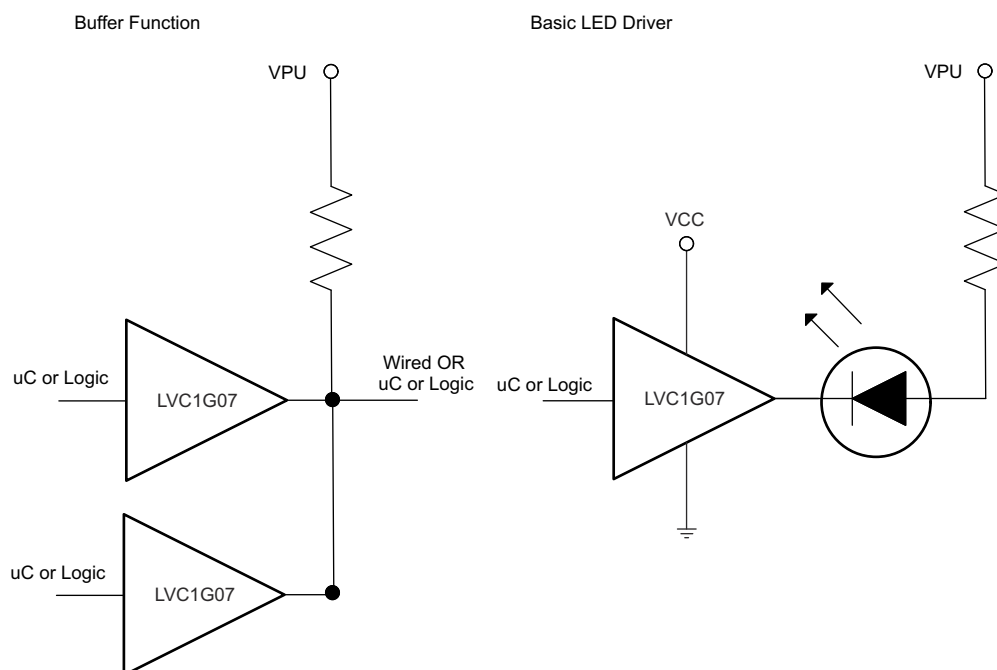 Buffer Function
Basic LED Driver
VPU
VPU
VCC
uC or Logic
LVC1G07
Wired OR
uC or Logic
uC or Logic
LVC1G07
uC or Logic
LVC1G07